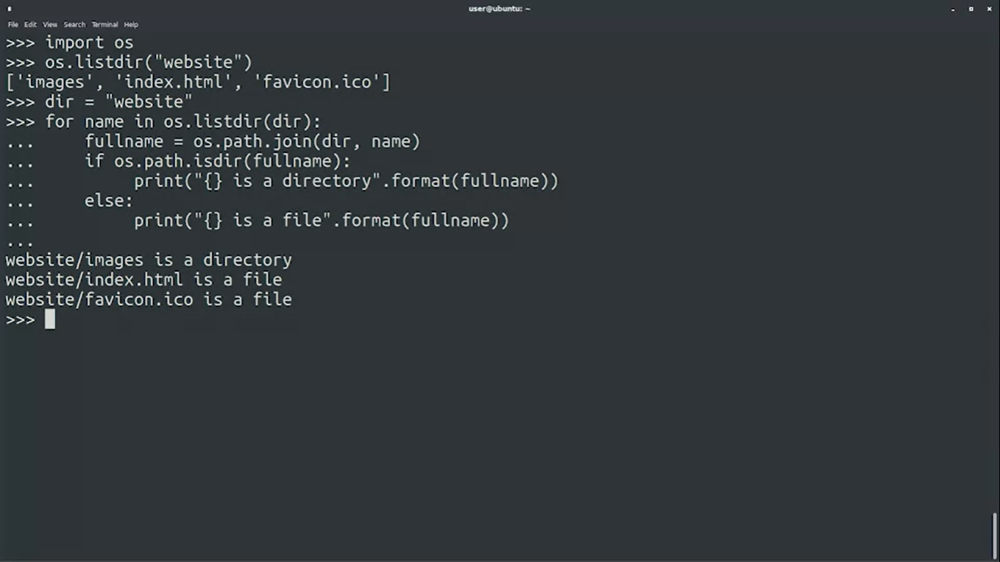 user@ubuntu: ~
File Edit View Search Terminal Help
>>> import os
>>> os.listdir("website")
['images', 'index.html', 'favicon.ico']
>>> dir = "website"
>>> for name in os.listdir(dir):
...     fullname = os.path.join(dir, name)
...     if os.path.isdir(fullname):
...          print("{} is a directory".format(fullname))
...     else:
...          print("{} is a file".format(fullname))
...
website/images is a directory
website/index.html is a file
website/favicon.ico is a file
>>>